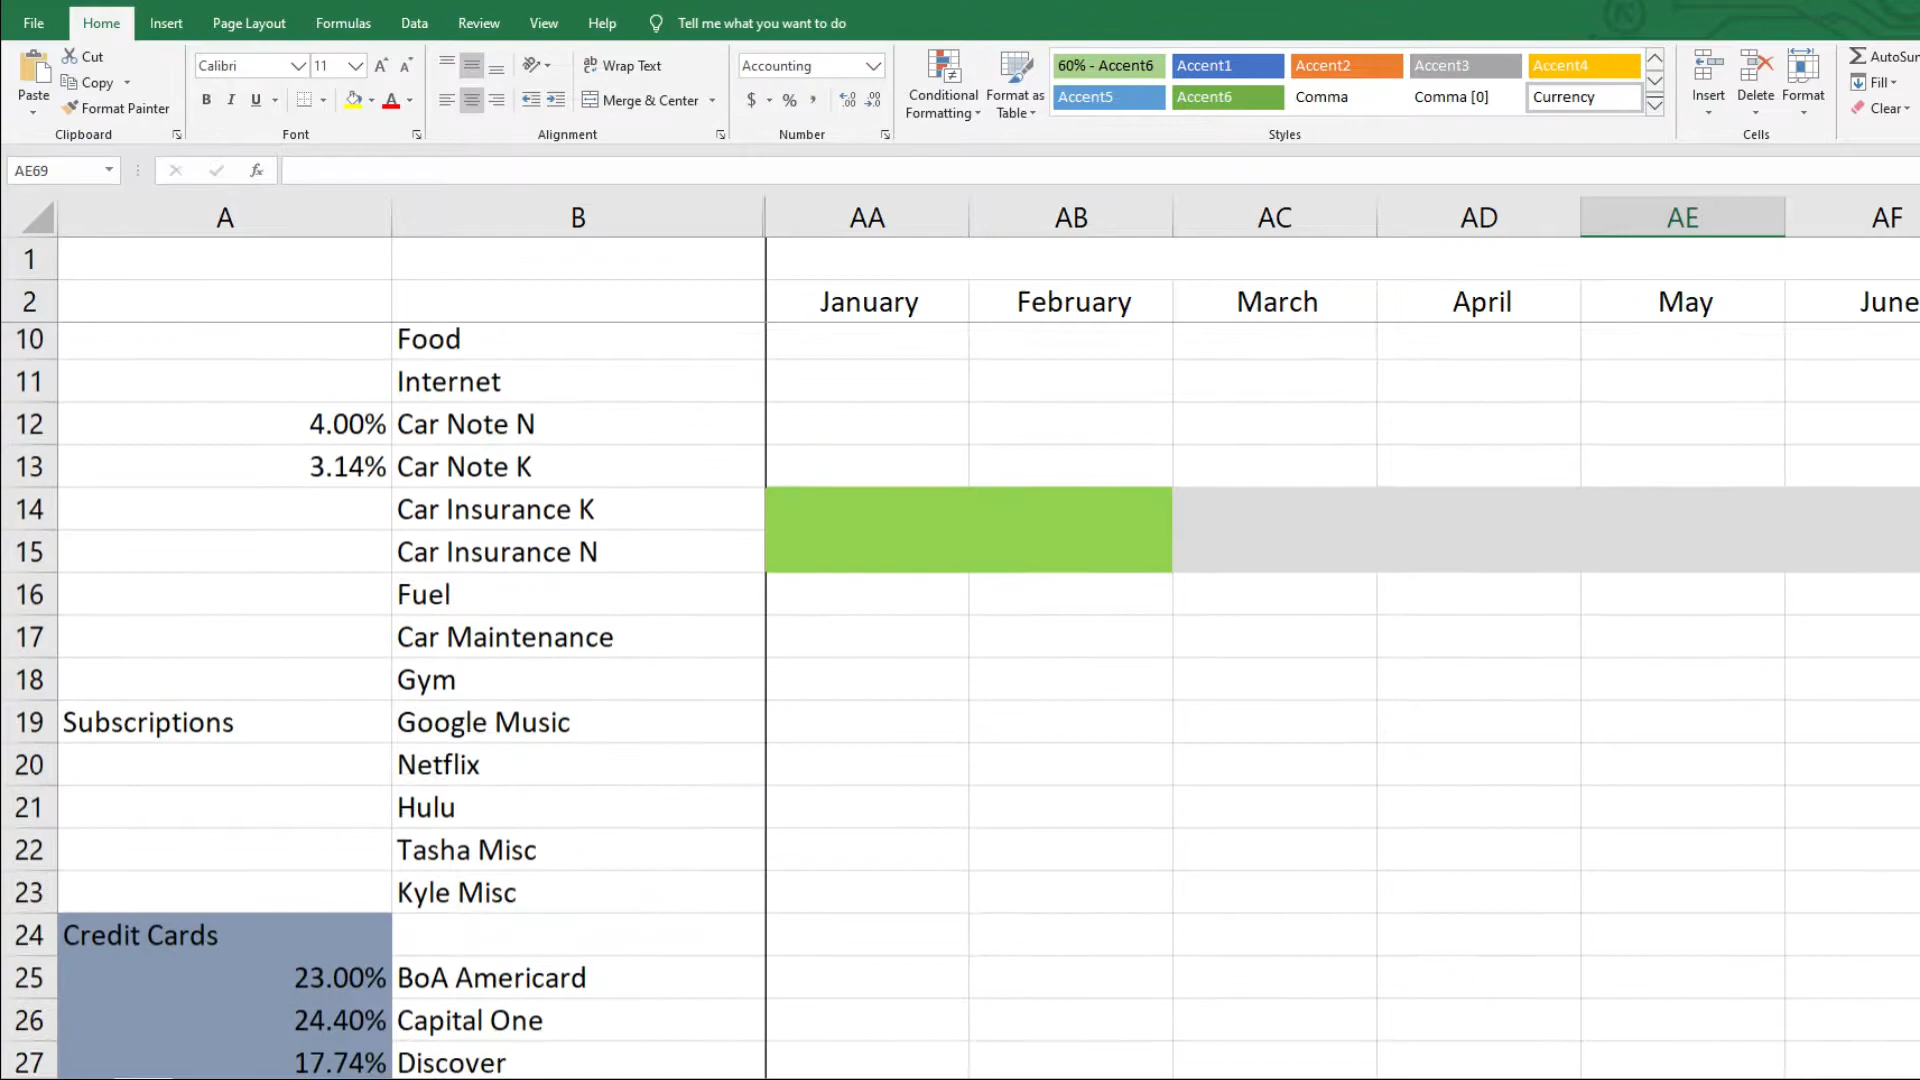 File Home Insert Page Layout Formulas Data Review View Help Tell me what you want to do
Paste Cut Copy Format Painter Clipboard
Calibri 11 B I U A A A Font
Wrap Text Merge & Center Alignment
Accounting $ % , Number
Conditional Formatting Format as Table
60% - Accent6 Accent1 Accent2 Accent3 Accent4
Accent5 Accent6 Comma Comma [0] Currency
Styles
Insert Delete Format Cells
AutoSum
Fill
Clear
AE69 fx
A B AA AB AC AD AE AF
1
2 January February March April May June
10 Food
11 Internet
12 4.00% Car Note N
13 3.14% Car Note K
14 Car Insurance K
15 Car Insurance N
16 Fuel
17 Car Maintenance
18 Gym
19 Subscriptions Google Music
20 Netflix
21 Hulu
22 Tasha Misc
23 Kyle Misc
24 Credit Cards
25 23.00% BoA Americard
26 24.40% Capital One
27 17.74% Discover